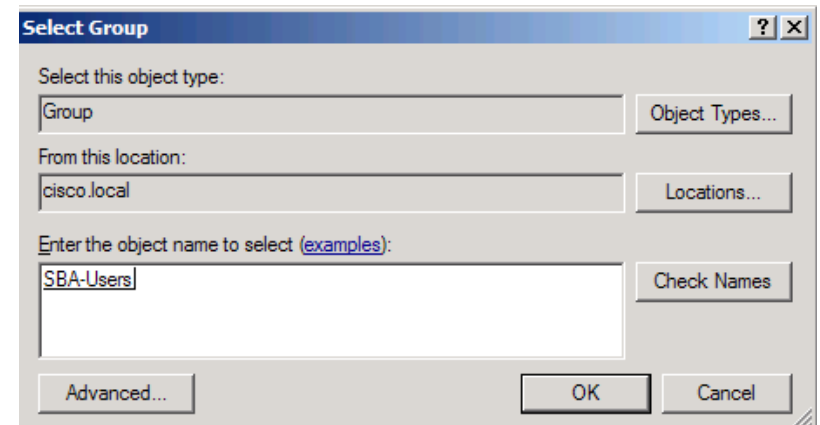 Select Group
?
Select this object type:
Group
Object Types...
From this location:
cisco.local
Locations...
Enter the object name to select (examples):
SBA-Users
Check Names
Advanced...
OK
Cancel